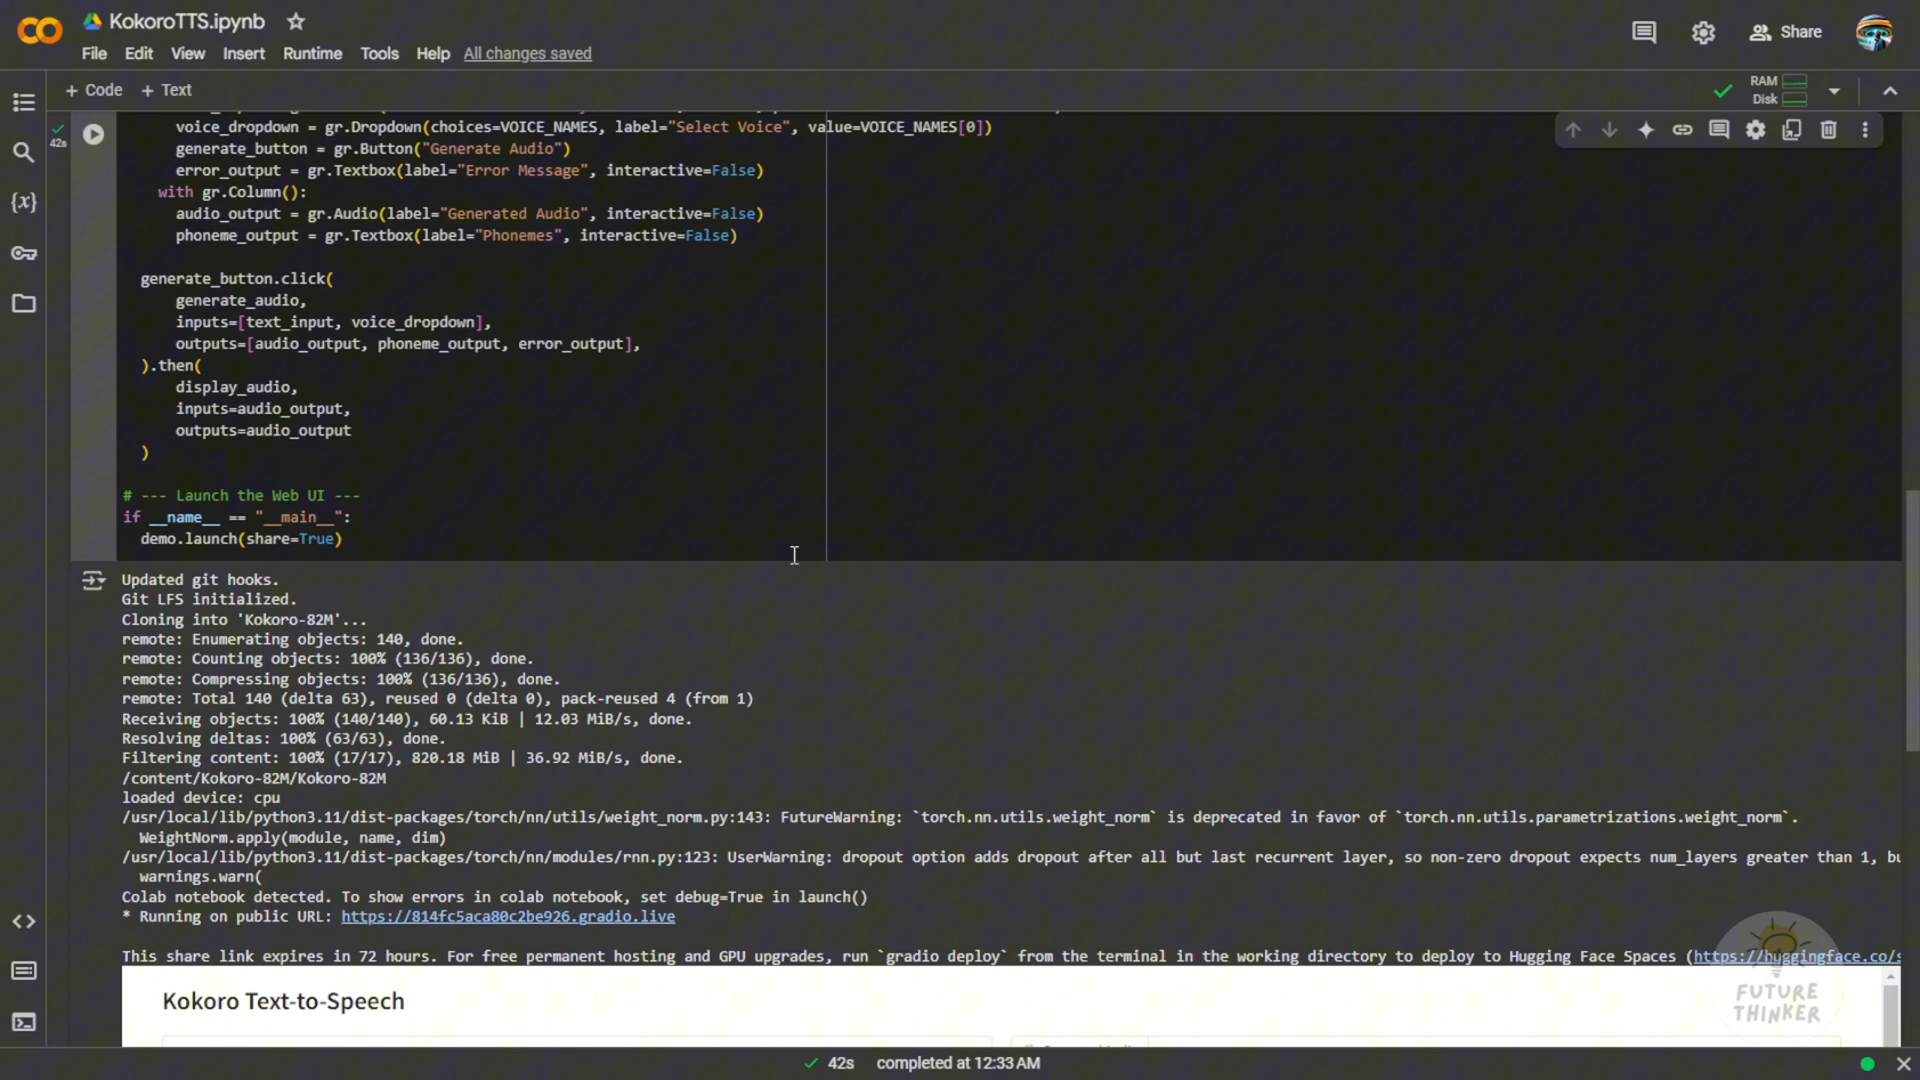 KokoroTTS.ipynb
File Edit View Insert Runtime Tools Help All changes saved
Share
+ Code + Text
RAM
Disk
42s
voice_dropdown = gr.Dropdown(choices=VOICE_NAMES, label="Select Voice", value=VOICE_NAMES[0])
generate_button = gr.Button("Generate Audio")
error_output = gr.Textbox(label="Error Message", interactive=False)
with gr.Column():
audio_output = gr.Audio(label="Generated Audio", interactive=False)
phoneme_output = gr.Textbox(label="Phonemes", interactive=False)
generate_button.click(
generate_audio,
inputs=[text_input, voice_dropdown],
outputs=[audio_output, phoneme_output, error_output],
).then(
display_audio,
inputs=audio_output,
outputs=audio_output
)
# --- Launch the Web UI ---
if __name__ == "__main__":
demo.launch(share=True)
Updated git hooks.
Git LFS initialized.
Cloning into 'Kokoro-82M'...
remote: Enumerating objects: 140, done.
remote: Counting objects: 100% (136/136), done.
remote: Compressing objects: 100% (136/136), done.
remote: Total 140 (delta 63), reused 0 (delta 0), pack-reused 4 (from 1)
Receiving objects: 100% (140/140), 60.13 KiB | 12.03 MiB/s, done.
Resolving deltas: 100% (63/63), done.
Filtering content: 100% (17/17), 820.18 MiB | 36.92 MiB/s, done.
/content/Kokoro-82M/Kokoro-82M
loaded device: cpu
/usr/local/lib/python3.11/dist-packages/torch/nn/utils/weight_norm.py:143: FutureWarning: `torch.nn.utils.weight_norm` is deprecated in favor of `torch.nn.utils.parametrizations.weight_norm`.
WeightNorm.apply(module, name, dim)
/usr/local/lib/python3.11/dist-packages/torch/nn/modules/rnn.py:123: UserWarning: dropout option adds dropout after all but last recurrent layer, so non-zero dropout expects num_layers greater than 1, bu
warnings.warn(
Colab notebook detected. To show errors in colab notebook, set debug=True in launch()
* Running on public URL: https://814fc5aca80c2be926.gradio.live
This share link expires in 72 hours. For free permanent hosting and GPU upgrades, run `gradio deploy` from the terminal in the working directory to deploy to Hugging Face Spaces (https://huggingface.co/s
Kokoro Text-to-Speech
FUTURE
THINKER
42s completed at 12:33 AM